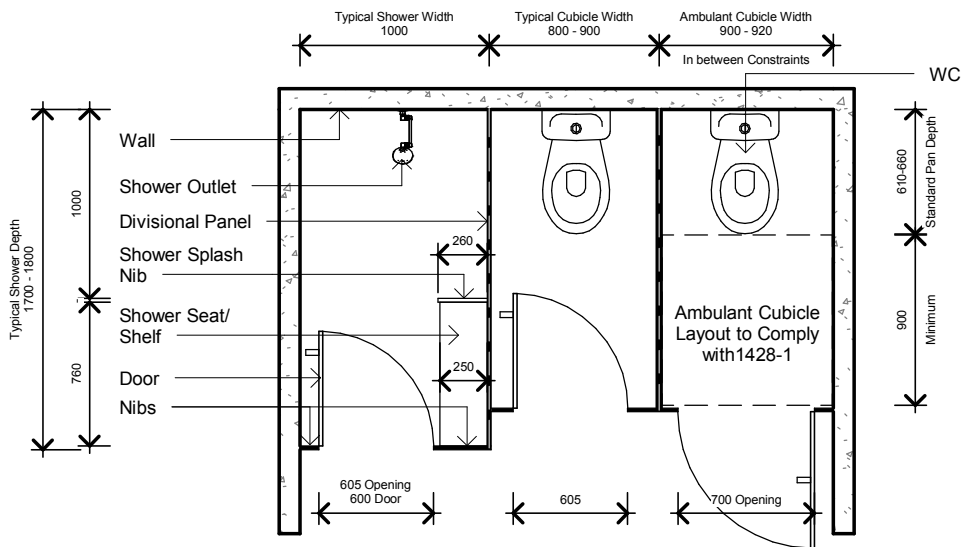 Typical Shower Width
1000
Typical Cubicle Width
800 - 900
Ambulant Cubicle Width
900 - 920
In between Constraints
WC
Wall
Shower Outlet
Divisional Panel
Shower Splash
Nib
Shower Seat/
Shelf
Door
Nibs
Typical Shower Depth
1700 - 1800
1000
760
260
250
Ambulant Cubicle
Layout to Comply
with1428-1
610-660
Standard Pan Depth
900
Minimum
605 Opening
600 Door
605
700 Opening